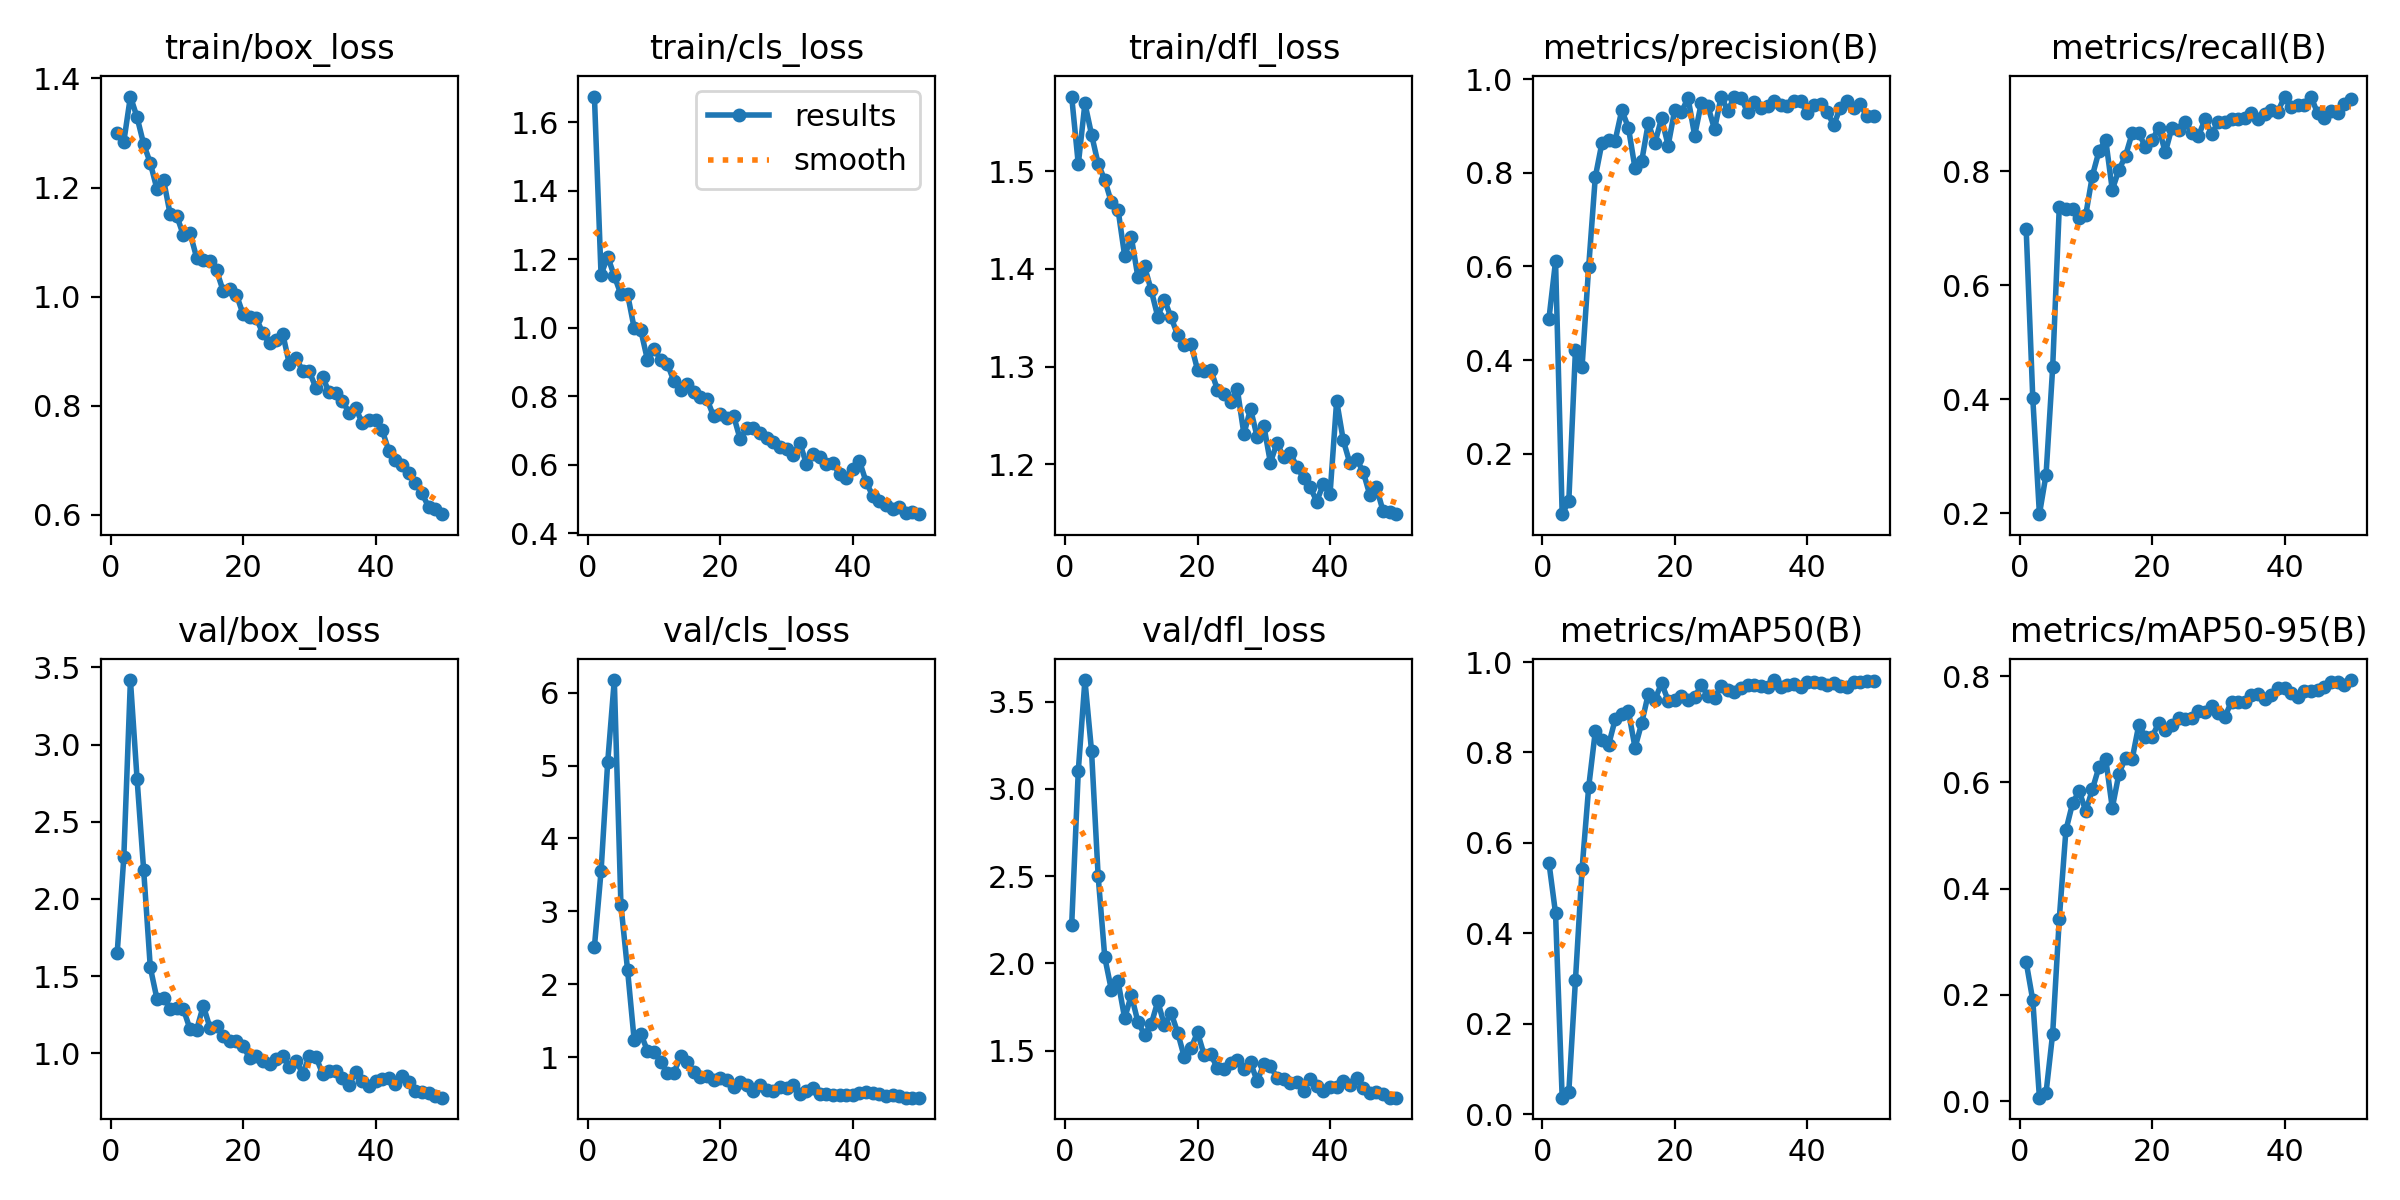 train/box_loss
1.4
1.2
1.0
0.8
0.6
0 20 40
train/cls_loss
results
smooth
1.6
1.4
1.2
1.0
0.8
0.6
0.4
0 20 40
train/dfl_loss
1.5
1.4
1.3
1.2
0 20 40
metrics/precision(B)
1.0
0.8
0.6
0.4
0.2
0 20 40
metrics/recall(B)
0.8
0.6
0.4
0.2
0 20 40
val/box_loss
3.5
3.0
2.5
2.0
1.5
1.0
0 20 40
val/cls_loss
6
5
4
3
2
1
0 20 40
val/dfl_loss
3.5
3.0
2.5
2.0
1.5
0 20 40
metrics/mAP50(B)
1.0
0.8
0.6
0.4
0.2
0.0
0 20 40
metrics/mAP50-95(B)
0.8
0.6
0.4
0.2
0.0
0 20 40